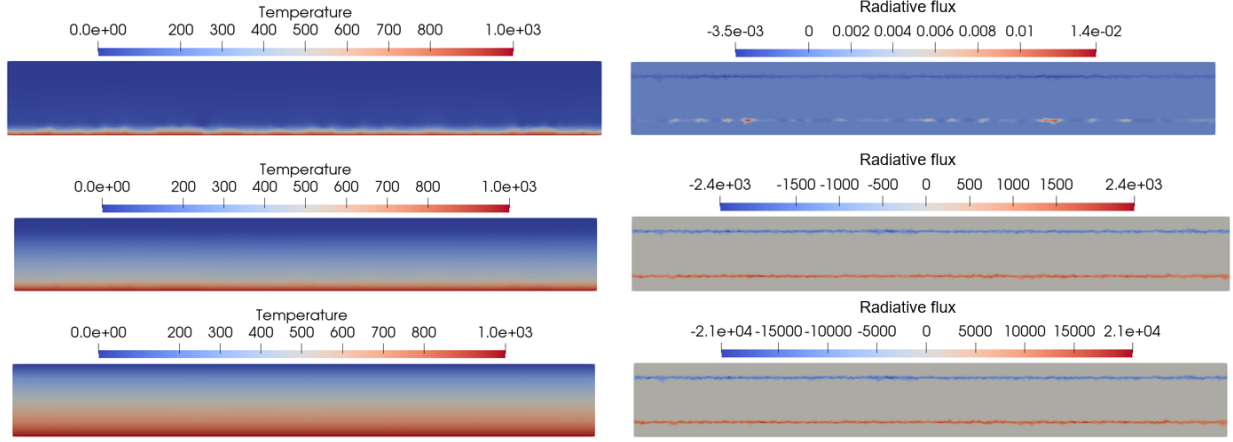 Temperature
0.0e+00 200 300 400 500 600 700 800 1.0e+03
Radiative flux
-3.5e-03 0 0.002 0.004 0.006 0.008 0.01 1.4e-02
Temperature
0.0e+00 200 300 400 500 600 700 800 1.0e+03
Radiative flux
-2.4e+03 -1500 -1000 -500 0 500 1000 1500 2.4e+03
Temperature
0.0e+00 200 300 400 500 600 700 800 1.0e+03
Radiative flux
-2.1e+04 -15000 -10000 -5000 0 5000 10000 15000 2.1e+04